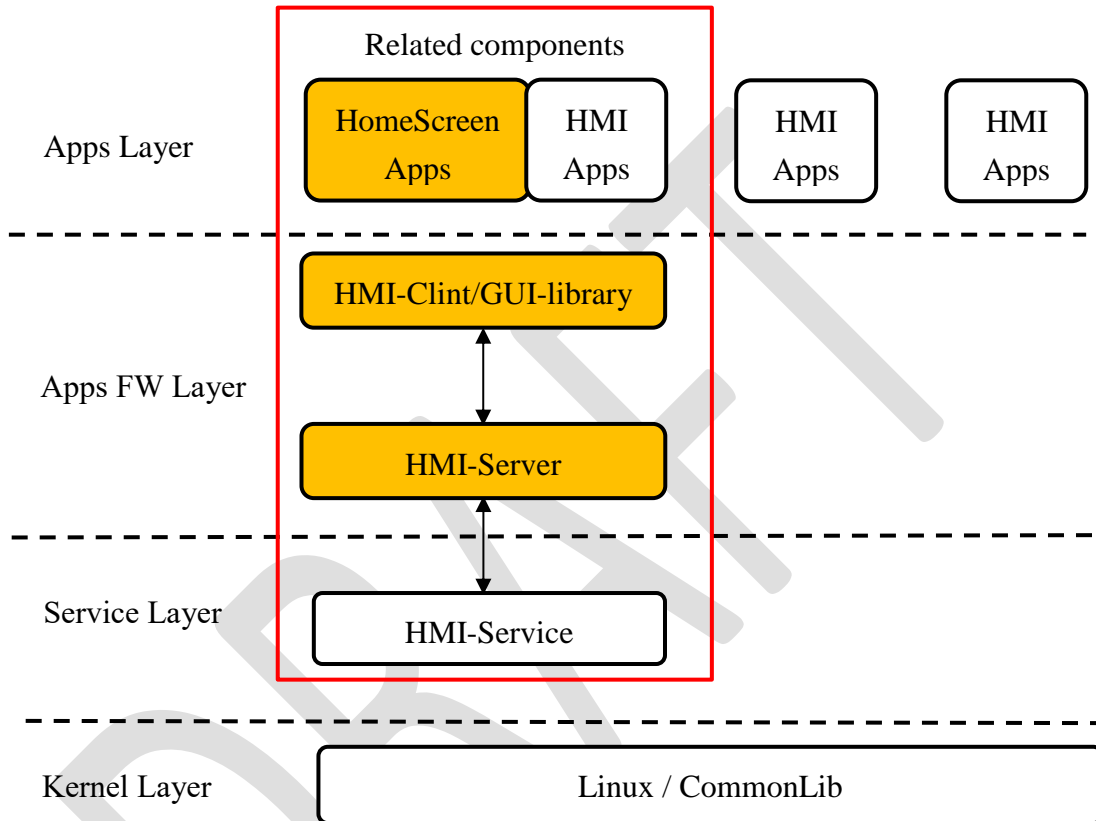 Related components
Apps Layer
HomeScreen
Apps
HMI
Apps
HMI
Apps
HMI
Apps
HMI-Clint/GUI-library
Apps FW Layer
HMI-Server
Service Layer
HMI-Service
Kernel Layer
Linux / CommonLib
DRAFT